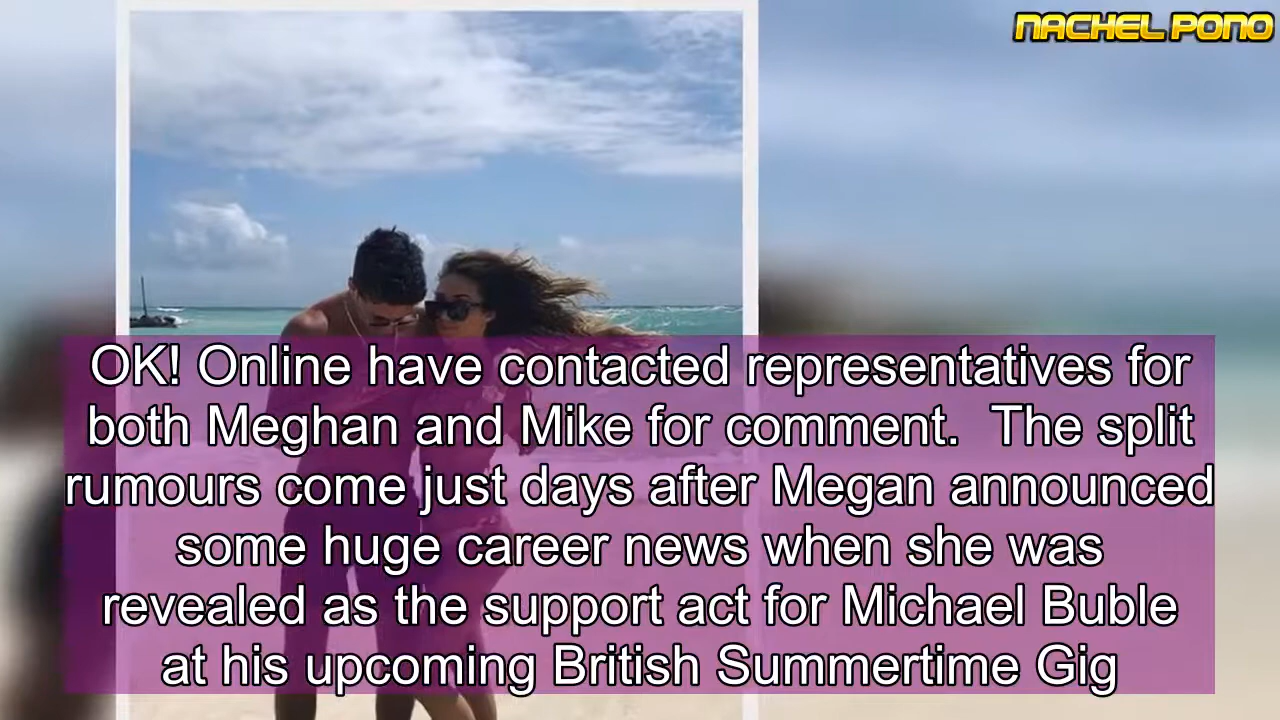 NACHEL PONO
OK! Online have contacted representatives for
both Meghan and Mike for comment.  The split
rumours come just days after Megan announced
some huge career news when she was
revealed as the support act for Michael Buble
at his upcoming British Summertime Gig